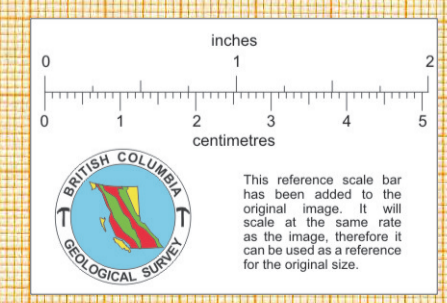 inches
0 1 2
0 1 2 3 4 5
centimetres
BRITISH COLUMBIA
GEOLOGICAL SURVEY
This reference scale bar
has been added to the
original image. It will
scale at the same rate
as the image, therefore it
can be used as a reference
for the original size.